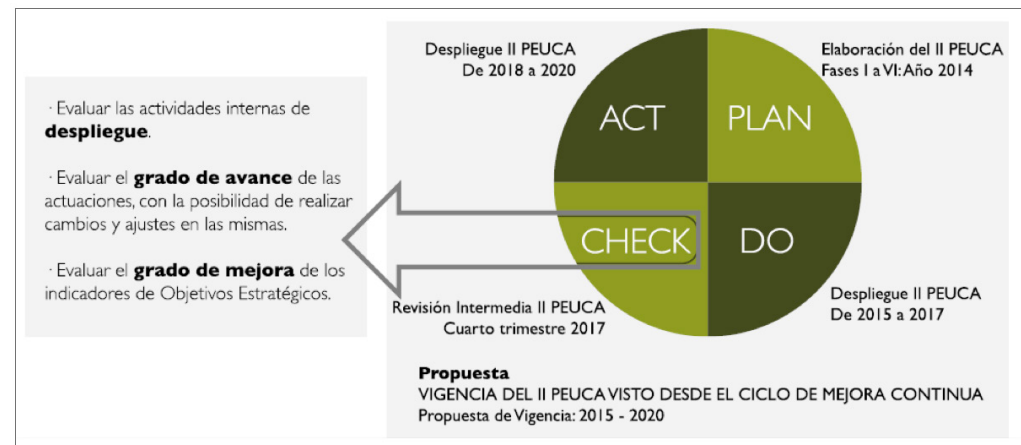 · Evaluar las actividades internas de
despliegue.
· Evaluar el grado de avance de las
actuaciones, con la posibilidad de realizar
cambios y ajustes en las mismas.
· Evaluar el grado de mejora de los
indicadores de Objetivos Estratégicos.
Despliegue II PEUCA
De 2018 a 2020
Elaboración del II PEUCA
Fases I a VI: Año 2014
ACT
PLAN
CHECK
DO
Revisión Intermedia II PEUCA
Cuarto trimestre 2017
Despliegue II PEUCA
De 2015 a 2017
Propuesta
VIGENCIA DEL II PEUCA VISTO DESDE EL CICLO DE MEJORA CONTINUA
Propuesta de Vigencia: 2015 - 2020